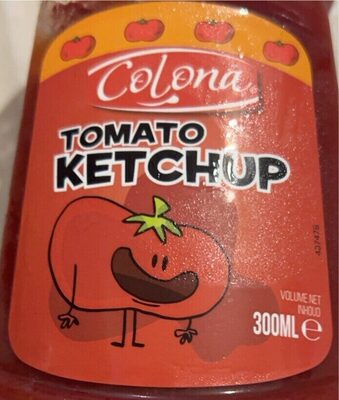 Colona
TOMATO
KETCHUP
VOLUME NET
INHOUD
300ML ℮